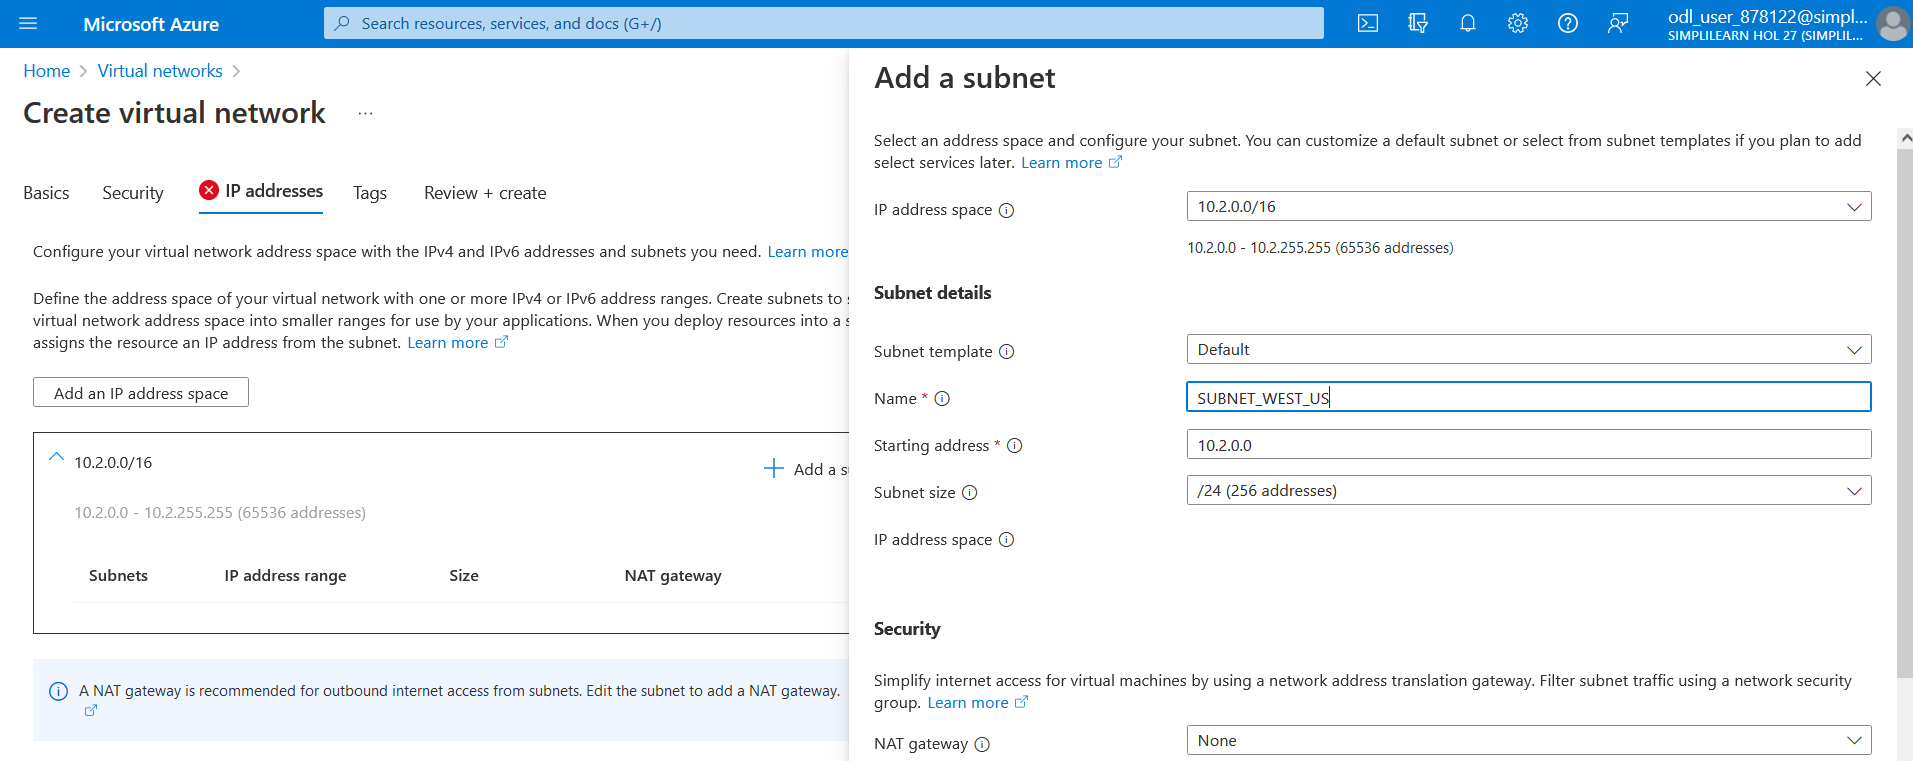 Microsoft Azure
Search resources, services, and docs (G+/)
odl_user_878122@simpl...
SIMPLILEARN HOL 27 (SIMPLIL...
Home > Virtual networks >
Create virtual network ...
Basics
Security
IP addresses
Tags
Review + create
Configure your virtual network address space with the IPv4 and IPv6 addresses and subnets you need. Learn more
Define the address space of your virtual network with one or more IPv4 or IPv6 address ranges. Create subnets to s
virtual network address space into smaller ranges for use by your applications. When you deploy resources into a s
assigns the resource an IP address from the subnet. Learn more
Add an IP address space
10.2.0.0/16
+ Add a s
10.2.0.0 - 10.2.255.255 (65536 addresses)
Subnets
IP address range
Size
NAT gateway
A NAT gateway is recommended for outbound internet access from subnets. Edit the subnet to add a NAT gateway.
Add a subnet
Select an address space and configure your subnet. You can customize a default subnet or select from subnet templates if you plan to add
select services later. Learn more
IP address space
10.2.0.0/16
10.2.0.0 - 10.2.255.255 (65536 addresses)
Subnet details
Subnet template
Default
Name *
SUBNET_WEST_US
Starting address *
10.2.0.0
Subnet size
/24 (256 addresses)
IP address space
Security
Simplify internet access for virtual machines by using a network address translation gateway. Filter subnet traffic using a network security
group. Learn more
NAT gateway
None